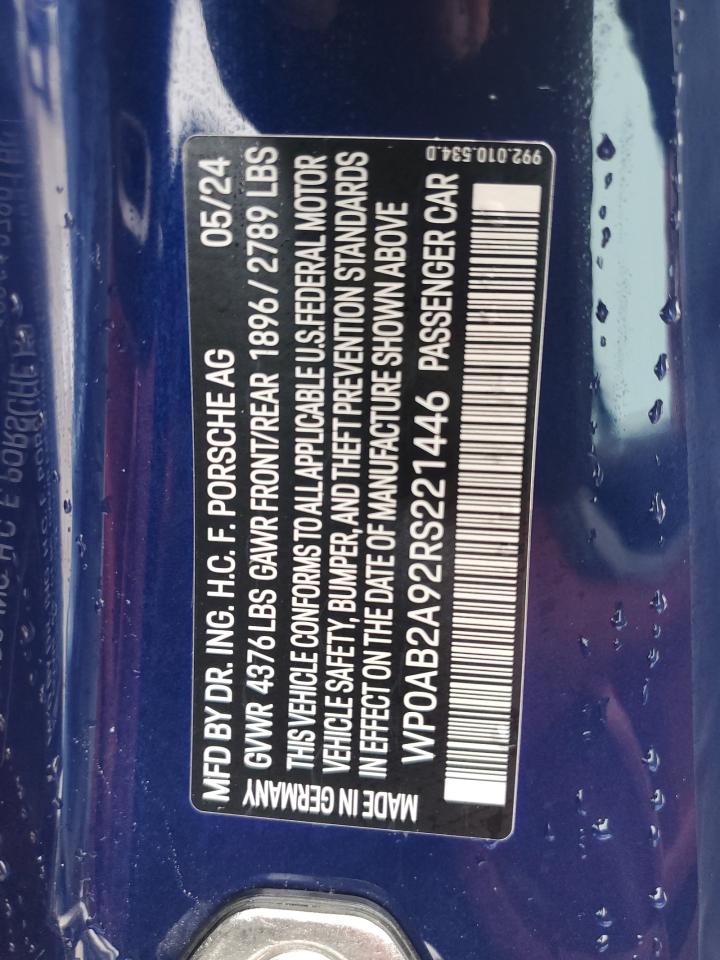 MFD BY DR. ING. H.C. F. PORSCHE AG 05/24
GVWR 4376 LBS GAWR FRONT/REAR 1896 / 2789 LBS
THIS VEHICLE CONFORMS TO ALL APPLICABLE U.S. FEDERAL MOTOR
VEHICLE SAFETY, BUMPER, AND THEFT PREVENTION STANDARDS
IN EFFECT ON THE DATE OF MANUFACTURE SHOWN ABOVE
WP0AB2A92RS221446 PASSENGER CAR
MADE IN GERMANY
992.010.534.D